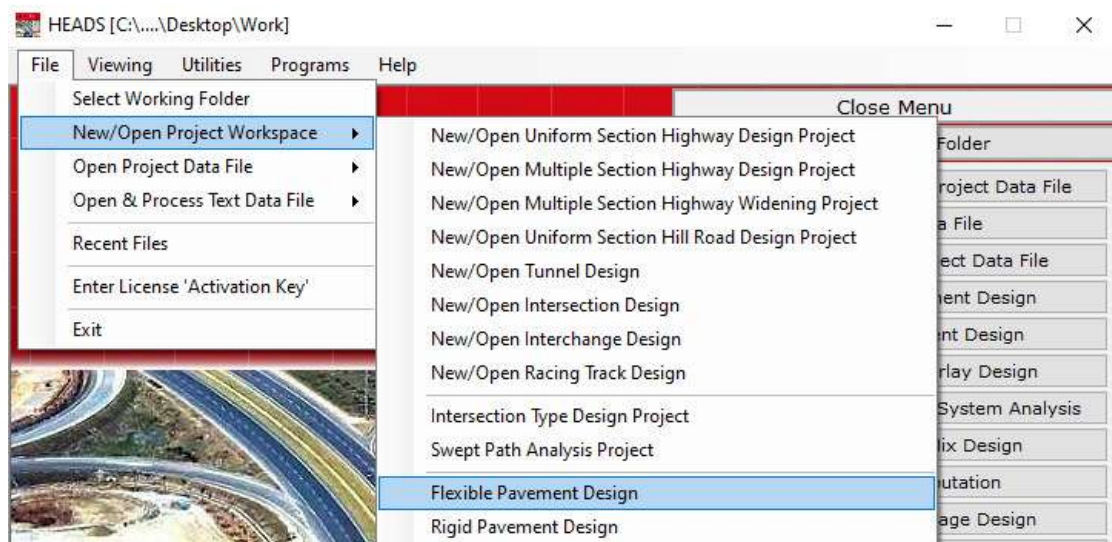 HEADS [C:\....\Desktop\Work]
File Viewing Utilities Programs Help
Select Working Folder
New/Open Project Workspace
Open Project Data File
Open & Process Text Data File
Recent Files
Enter License 'Activation Key'
Exit
New/Open Uniform Section Highway Design Project
New/Open Multiple Section Highway Design Project
New/Open Multiple Section Highway Widening Project
New/Open Uniform Section Hill Road Design Project
New/Open Tunnel Design
New/Open Intersection Design
New/Open Interchange Design
New/Open Racing Track Design
Intersection Type Design Project
Swept Path Analysis Project
Flexible Pavement Design
Rigid Pavement Design
Close Menu
Folder
roject Data File
a File
ect Data File
ent Design
nt Design
rlay Design
System Analysis
lix Design
utation
age Design